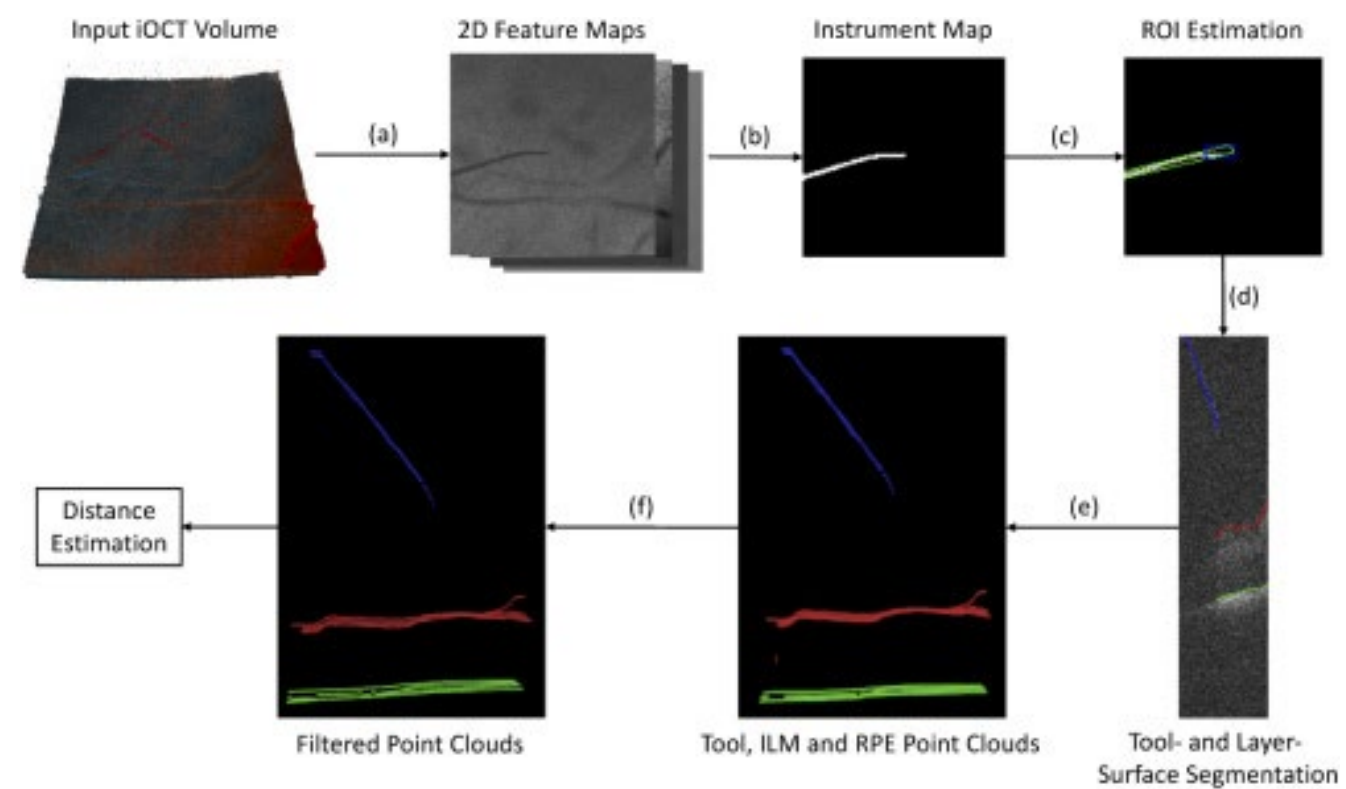 Input iOCT Volume
2D Feature Maps
Instrument Map
ROI Estimation
(a)
(b)
(c)
(d)
(e)
(f)
Distance
Estimation
Filtered Point Clouds
Tool, ILM and RPE Point Clouds
Tool- and Layer-
Surface Segmentation